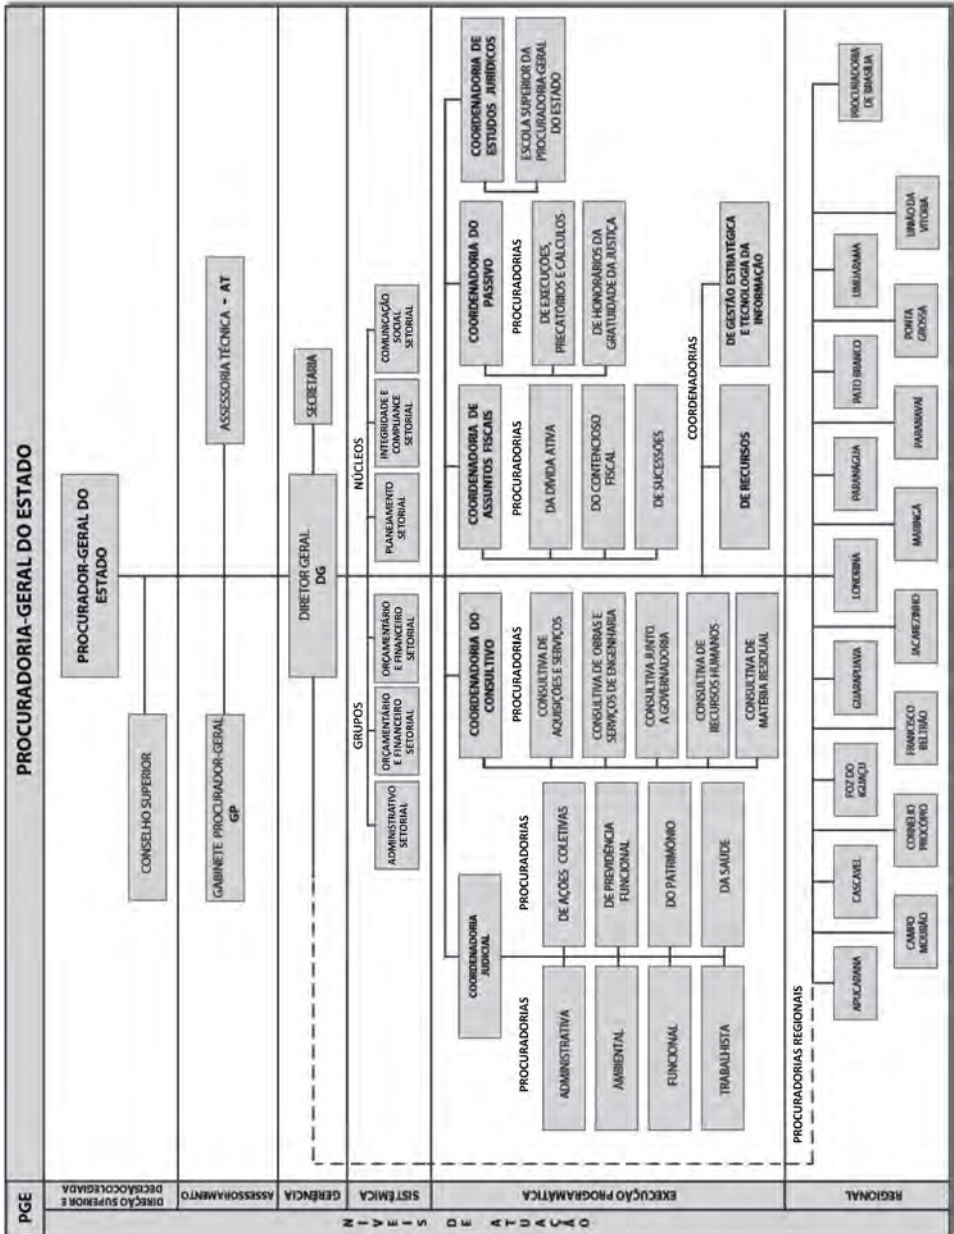 PGE
PROCURADORIA-GERAL DO ESTADO
NÍVEIS DE ATUAÇÃO
DIREÇÃO SUPERIOR E
DECISÃOCOLEGIADA
PROCURADOR-GERAL DO
ESTADO
CONSELHO SUPERIOR
ASSESSORAMENTO
GABINETE PROCURADOR-GERAL
GP
ASSESSORIA TÉCNICA - AT
GERÊNCIA
DIRETOR GERAL
DG
SECRETARIA
SISTÊMICA
GRUPOS
NÚCLEOS
ADMINISTRATIVO
SETORIAL
ORÇAMENTÁRIO
E FINANCEIRO
SETORIAL
ORÇAMENTÁRIO
E FINANCEIRO
SETORIAL
PLANEJAMENTO
SETORIAL
INTEGRIDADE E
COMPLIANCE
SETORIAL
COMUNICAÇÃO
SOCIAL
SETORIAL
EXECUÇÃO PROGRAMÁTICA
COORDENADORIA
JUDICIAL
PROCURADORIAS
ADMINISTRATIVA
AMBIENTAL
FUNCIONAL
TRABALHISTA
PROCURADORIAS
DE AÇÕES COLETIVAS
DE PREVIDÊNCIA
FUNCIONAL
DO PATRIMÔNIO
DA SAÚDE
COORDENADORIA DO
CONSULTIVO
PROCURADORIAS
CONSULTIVA DE
AQUISIÇÕES E SERVIÇOS
CONSULTIVA DE OBRAS E
SERVIÇOS DE ENGENHARIA
CONSULTIVA JUNTO
A GOVERNADORIA
CONSULTIVA DE
RECURSOS HUMANOS
CONSULTIVA DE
MATÉRIA RESIDUAL
COORDENADORIA DE
ASSUNTOS FISCAIS
PROCURADORIAS
DA DÍVIDA ATIVA
DO CONTENCIOSO
FISCAL
DE SUCESSÕES
COORDENADORIA DO
PASSIVO
PROCURADORIAS
DE EXECUÇÕES,
PRECATÓRIOS E CÁLCULOS
DE HONORÁRIOS DA
GRATUIDADE DA JUSTIÇA
COORDENADORIA DE
ESTUDOS JURÍDICOS
ESCOLA SUPERIOR DA
PROCURADORIA-GERAL
DO ESTADO
COORDENADORIAS
DE RECURSOS
DE GESTÃO ESTRATÉGICA
E TECNOLOGIA DA
INFORMAÇÃO
REGIONAL
PROCURADORIAS REGIONAIS
APUCARANA
CAMPO
MOURÃO
CASCAVEL
CORNÉLIO
PROCÓPIO
FOZ DO
IGUAÇU
FRANCISCO
BELTRÃO
GUARAPUAVA
JACAREZINHO
LONDRINA
MARINGÁ
PARANAGUÁ
PARANAVAÍ
PATO BRANCO
PONTA
GROSSA
UMUARAMA
UNIÃO DA
VITÓRIA
PROCURADORIA
DE BRASÍLIA